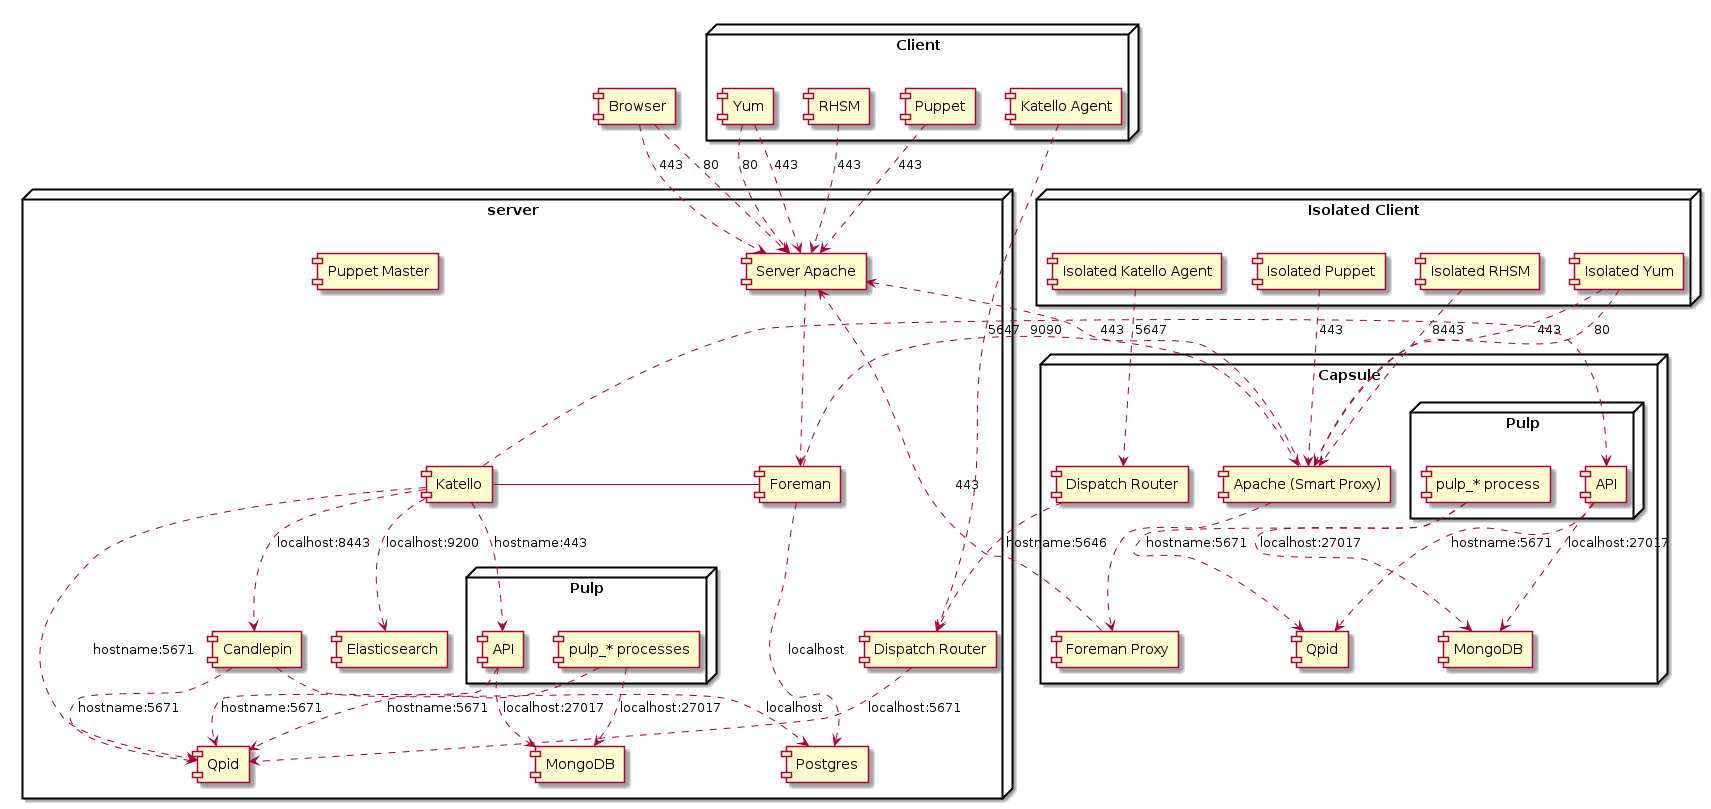 Client
Browser
Yum
RHSM
Puppet
Katello Agent
443
80
80
443
443
443
server
Isolated Client
Puppet Master
Server Apache
Isolated Katello Agent
Isolated Puppet
Isolated RHSM
Isolated Yum
5647
9090
443
5647
443
8443
443
80
Capsule
Pulp
Katello
Foreman
443
Dispatch Router
Apache (Smart Proxy)
pulp_* process
API
localhost:8443
localhost:9200
hostname:443
hostname:5646
hostname:5671
localhost:27017
hostname:5671
localhost:27017
Pulp
hostname:5671
Candlepin
Elasticsearch
API
pulp_* processes
localhost
Dispatch Router
Foreman Proxy
Qpid
MongoDB
hostname:5671
hostname:5671
hostname:5671
localhost:27017
localhost:27017
localhost
localhost:5671
Qpid
MongoDB
Postgres